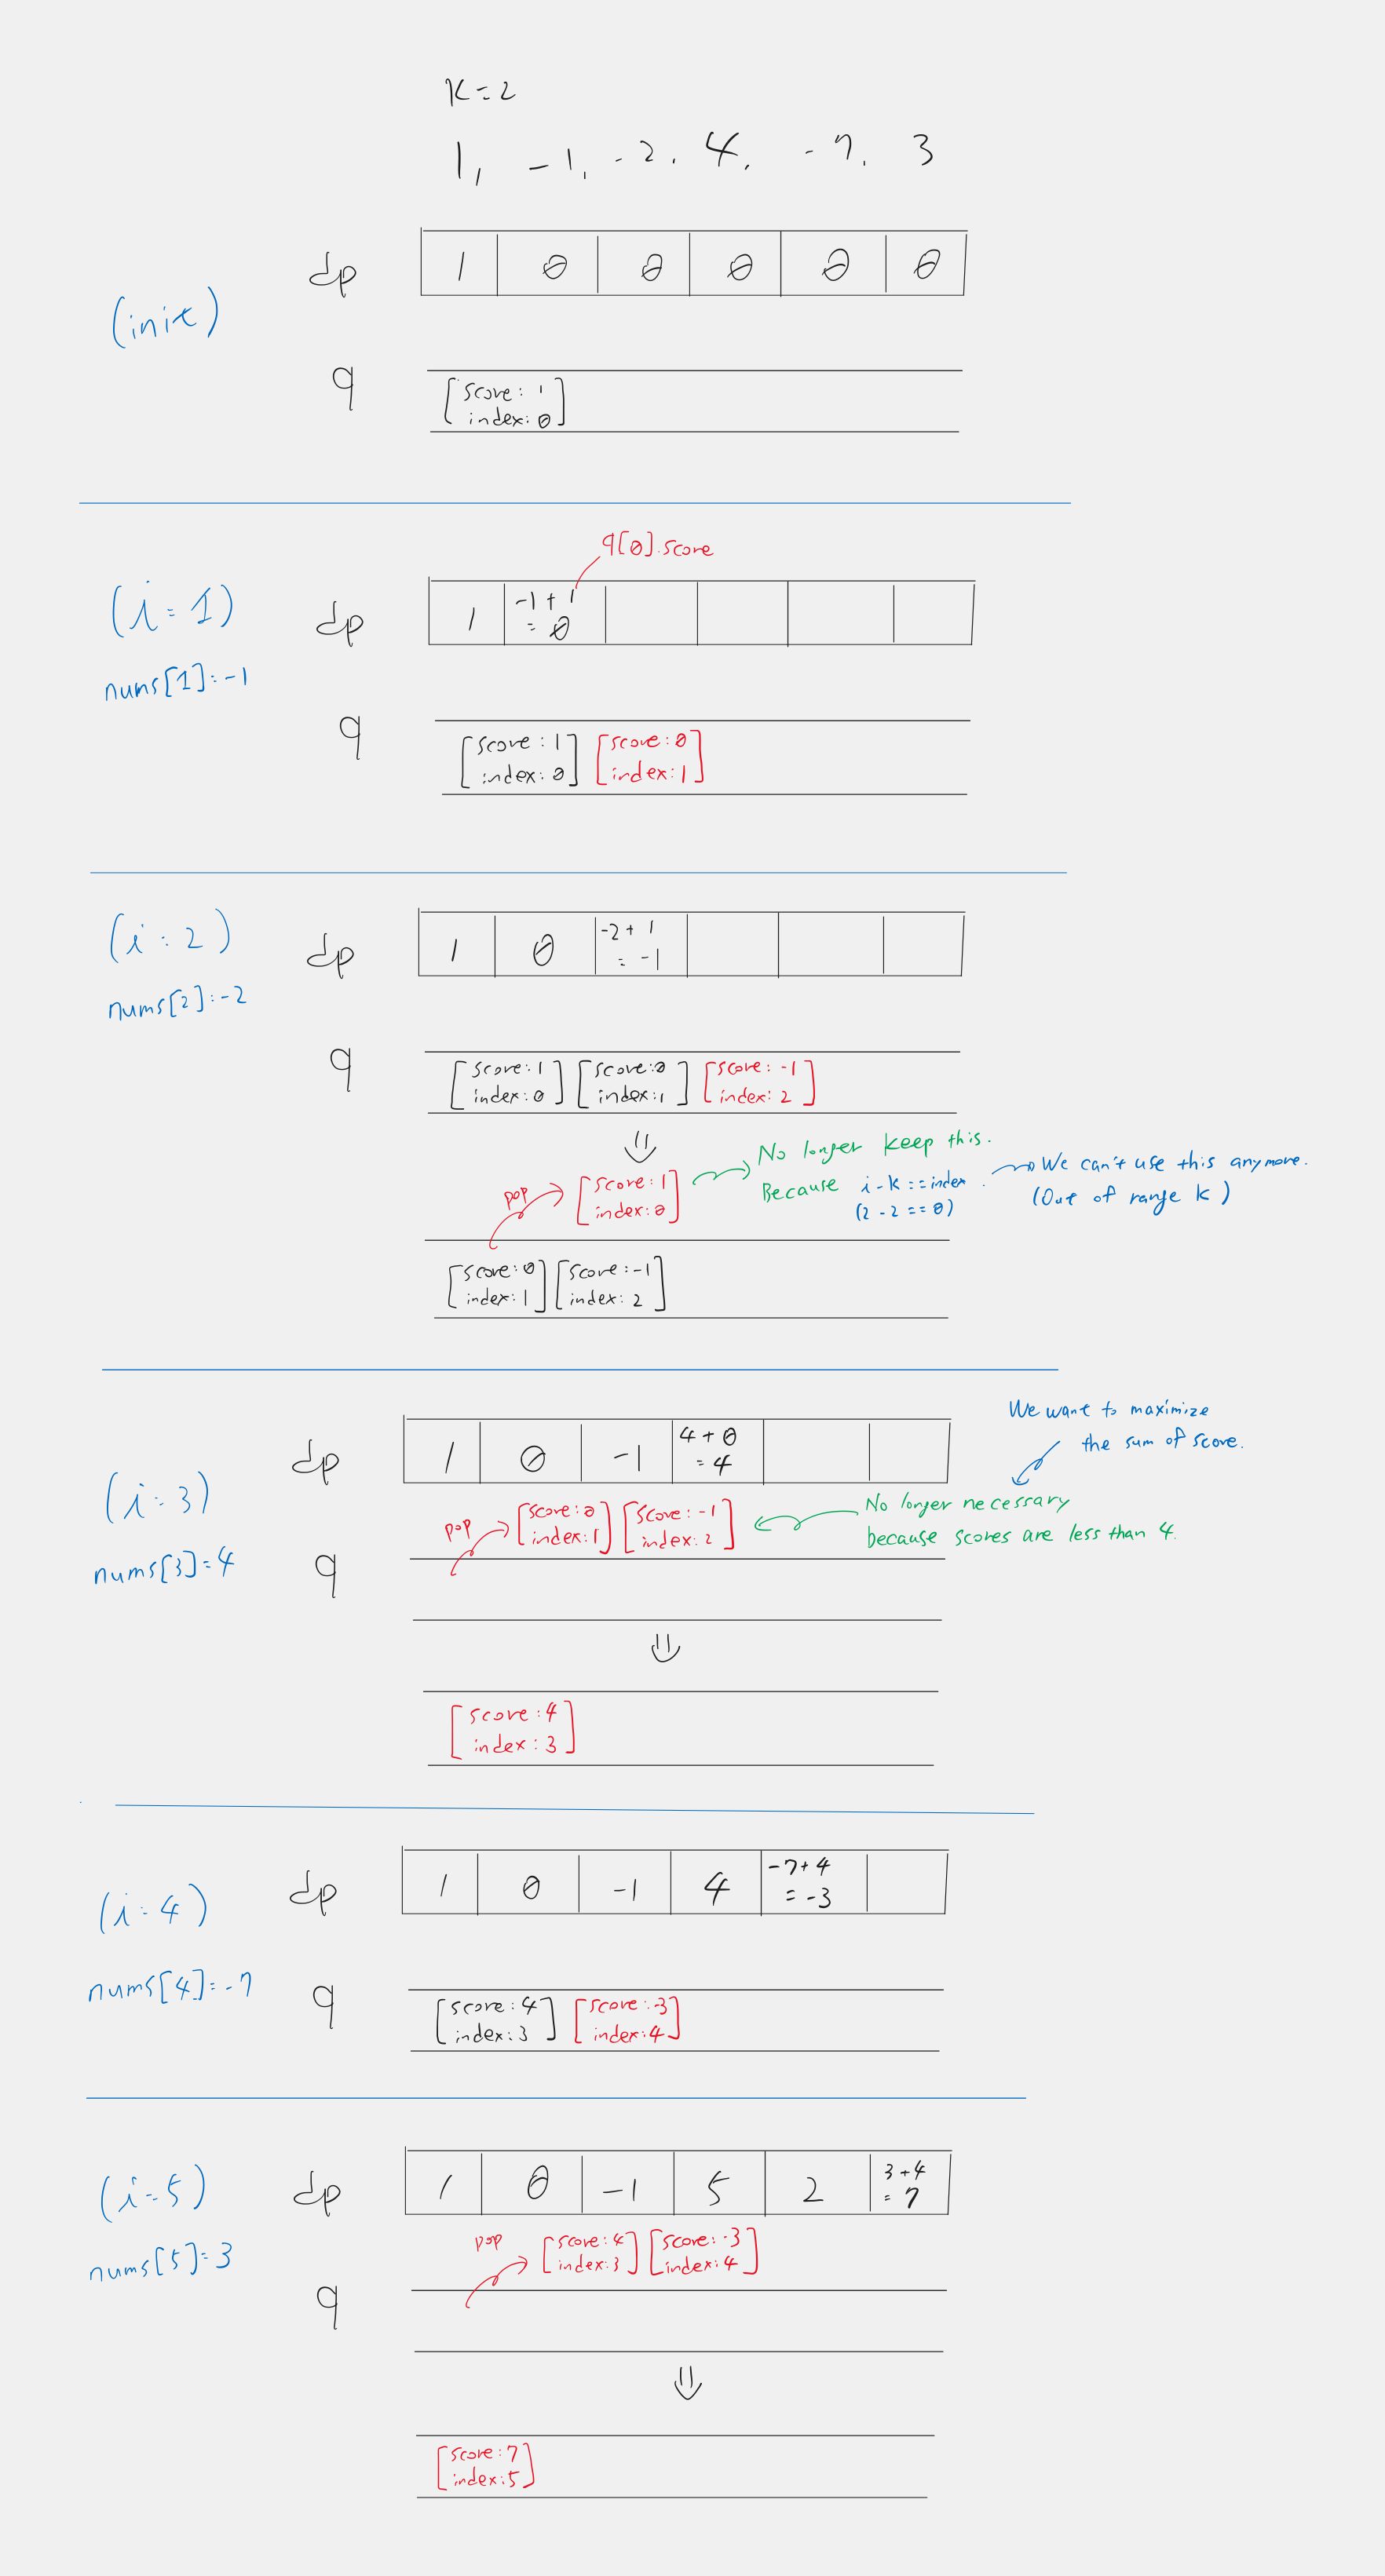 K=2
1, -1, -2, 4, -7, 3
dp 1 0 0 0 0 0
(init)
q
[score: 1
index: 0]
q[0].score
(i=1)
dp 1 -1+1 = 0
nums[1]=-1
q
[score: 1 [score: 0
index: 0] index: 1]
(i=2)
dp 1 0 -2+1 = -1
nums[2]=-2
q
[score: 1 [score: 0 [score: -1
index: 0] index: 1] index: 2]
⇓
No longer keep this.
Because i-k==index.
(2-2==0)
We can't use this anymore.
(Out of range k)
pop
[score: 1
index: 0]
[score: 0 [score: -1
index: 1] index: 2]
We want to maximize
the sum of score.
(i=3)
dp 1 0 -1 4+0 = 4
nums[3]=4
pop
[score: 0 [score: -1
index: 1] index: 2]
No longer necessary
because scores are less than 4.
q
⇓
[score: 4
index: 3]
(i=4)
dp 1 0 -1 4 -7+4 = -3
nums[4]=-7
q
[score: 4 [score: -3
index: 3] index: 4]
(i=5)
dp 1 0 -1 5 2 3+4 = 7
nums[5]=3
pop
[score: 4 [score: -3
index: 3] index: 4]
q
⇓
[score: 7
index: 5]